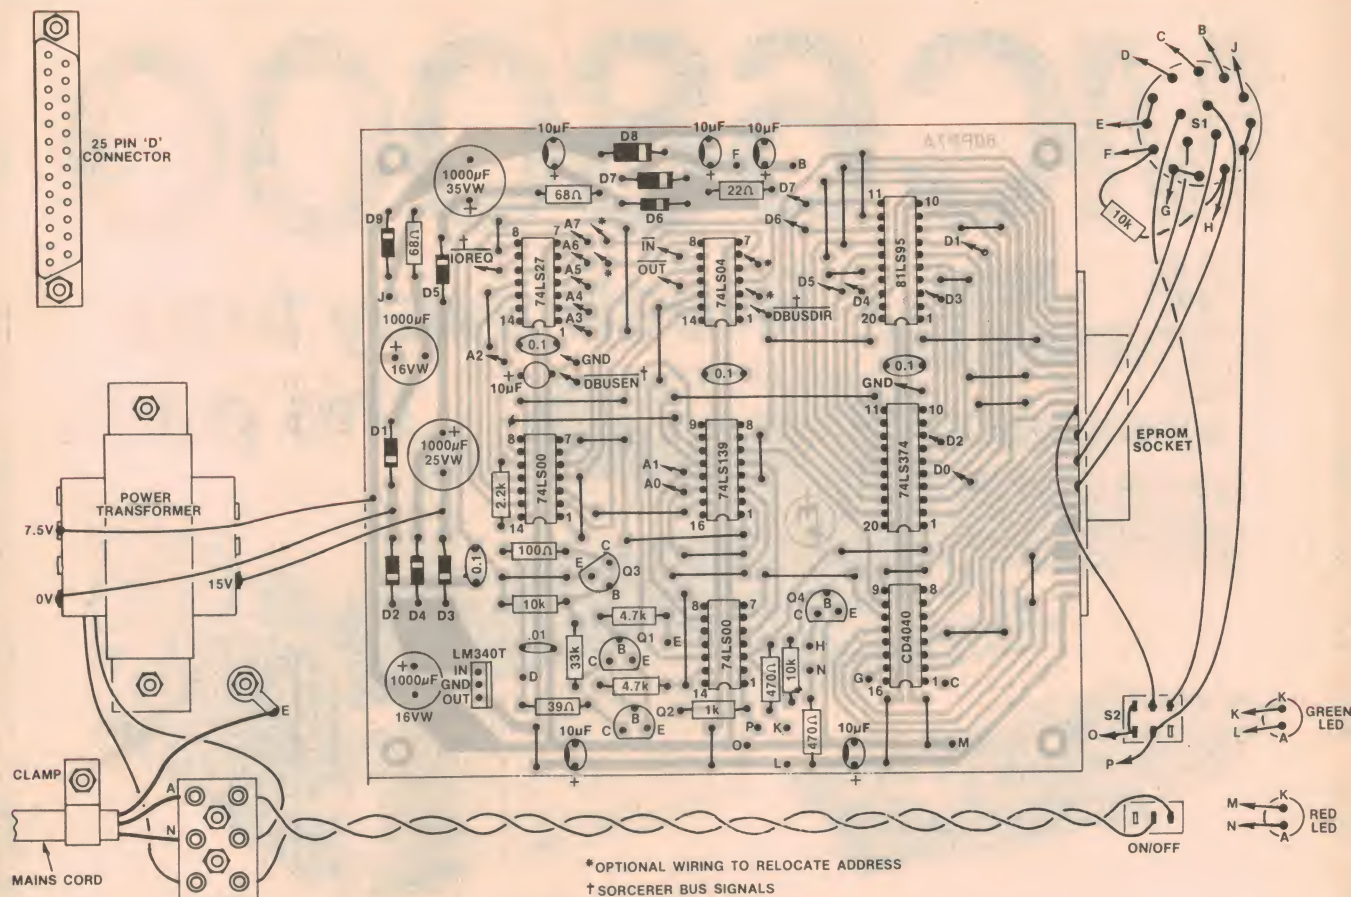 25 PIN 'D'
CONNECTOR
C
B
J
D
E
S1
F
G
H
10k
10µF
D8
10µF
10µF
1000µF
35VW
D7
68Ω
D6
F
B
22Ω
D7
D6
11
10
D9
68Ω
†
IOREQ
D5
J
8
7
74LS27
14
1
A7
*
A6
*
A5
A4
A3
A2
IN
OUT
8
7
74LS04
14
1
*
†
DBUSDIR
D5
D4
81LS95
20
1
D1
D3
1000µF
16VW
0.1
GND
10µF
DBUSEN †
0.1
0.1
GND
D1
1000µF
25VW
8
7
74LS00
14
1
2.2k
A1
A0
9
8
74LS139
16
1
11
10
74LS374
20
1
D2
D0
EPROM
SOCKET
POWER
TRANSFORMER
7.5V
0V
15V
D2
D4
D3
0.1
100Ω
10k
C
E
Q3
B
4.7k
.01
33k
Q1
B
C
E
E
4.7k
8
7
74LS00
14
1
Q4
B
C
E
9
8
CD4040
16
1
G
C
LM340T
IN
GND
OUT
1000µF
16VW
D
39Ω
Q2
B
C
E
1k
470Ω
10k
H
N
P
K
O
L
470Ω
10µF
10µF
M
E
S2
O
P
K
L
A
GREEN
LED
CLAMP
A
N
MAINS CORD
ON/OFF
M
N
K
A
RED
LED
*OPTIONAL WIRING TO RELOCATE ADDRESS
†SORCERER BUS SIGNALS